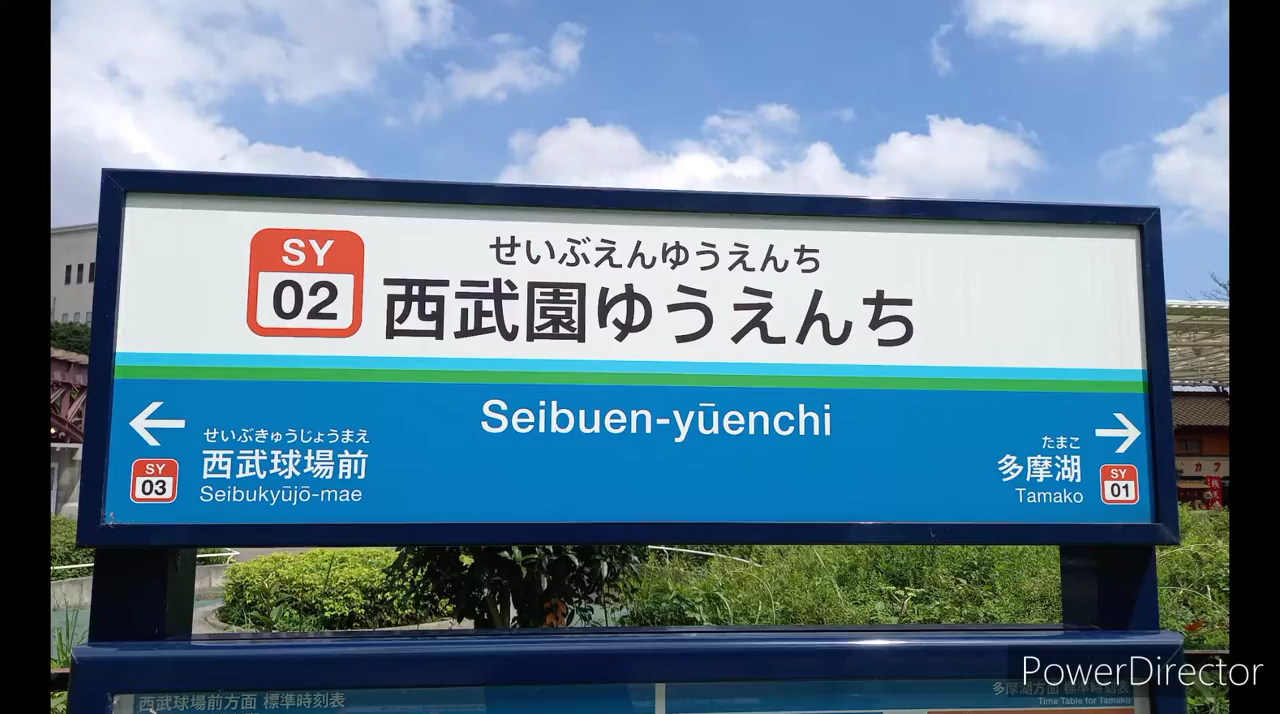 SY
02
せいぶえんゆうえんち
西武園ゆうえんち
Seibuen-yūenchi
せいぶきゅうじょうまえ
西武球場前
SY
03
Seibukyūjō-mae
たまこ
多摩湖
SY
01
Tamako
西武球場前方面 標準時刻表
多摩湖方面 標準時刻表
Time Table for Tamako
PowerDirector